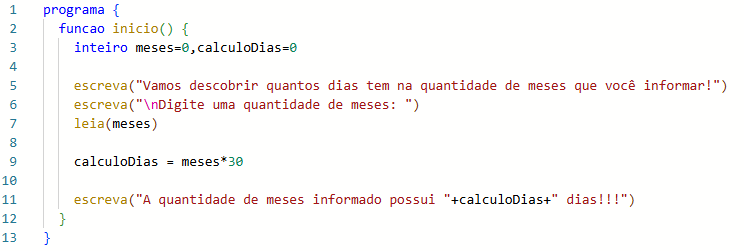 1 programa {
2 funcao inicio() {
3 inteiro meses=0,calculoDias=0
4
5 escreva("Vamos descobrir quantos dias tem na quantidade de meses que você informar!")
6 escreva("\nDigite uma quantidade de meses: ")
7 leia(meses)
8
9 calculoDias = meses*30
10
11 escreva("A quantidade de meses informado possui "+calculoDias+" dias!!!")
12 }
13 }